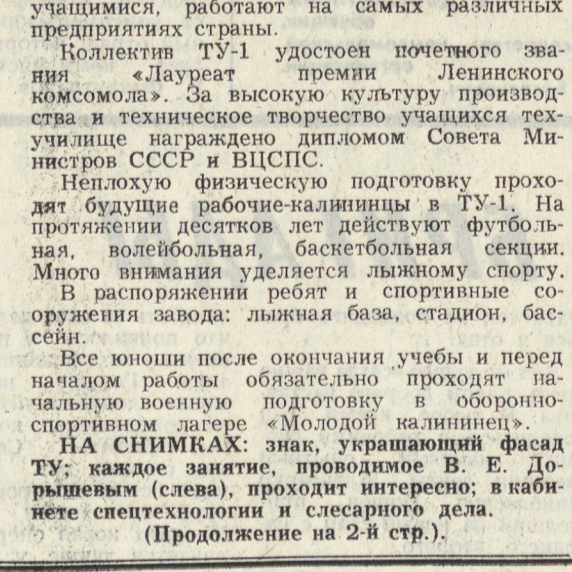 учащимися, работают на самых различных
предприятиях страны.
Коллектив ТУ-1 удостоен почетного зва-
ния «Лауреат премии Ленинского
комсомола». За высокую культуру производ-
ства и техническое творчество учащихся тех-
училище награждено дипломом Совета Ми-
нистров СССР и ВЦСПС.
Неплохую физическую подготовку прохо-
дят будущие рабочие-калининцы в ТУ-1. На
протяжении десятков лет действуют футболь-
ная, волейбольная, баскетбольная секции.
Много внимания уделяется лыжному спорту.
В распоряжении ребят и спортивные со-
оружения завода: лыжная база, стадион, бас-
сейн.
Все юноши после окончания учебы и перед
началом работы обязательно проходят на-
чальную военную подготовку в оборонно-
спортивном лагере «Молодой калининец».
НА СНИМКАХ: знак, украшающий фасад
ТУ; каждое занятие, проводимое В. Е. До-
рышевым (слева), проходит интересно; в каби-
нете спецтехнологии и слесарного дела.
(Продолжение на 2-й стр.).